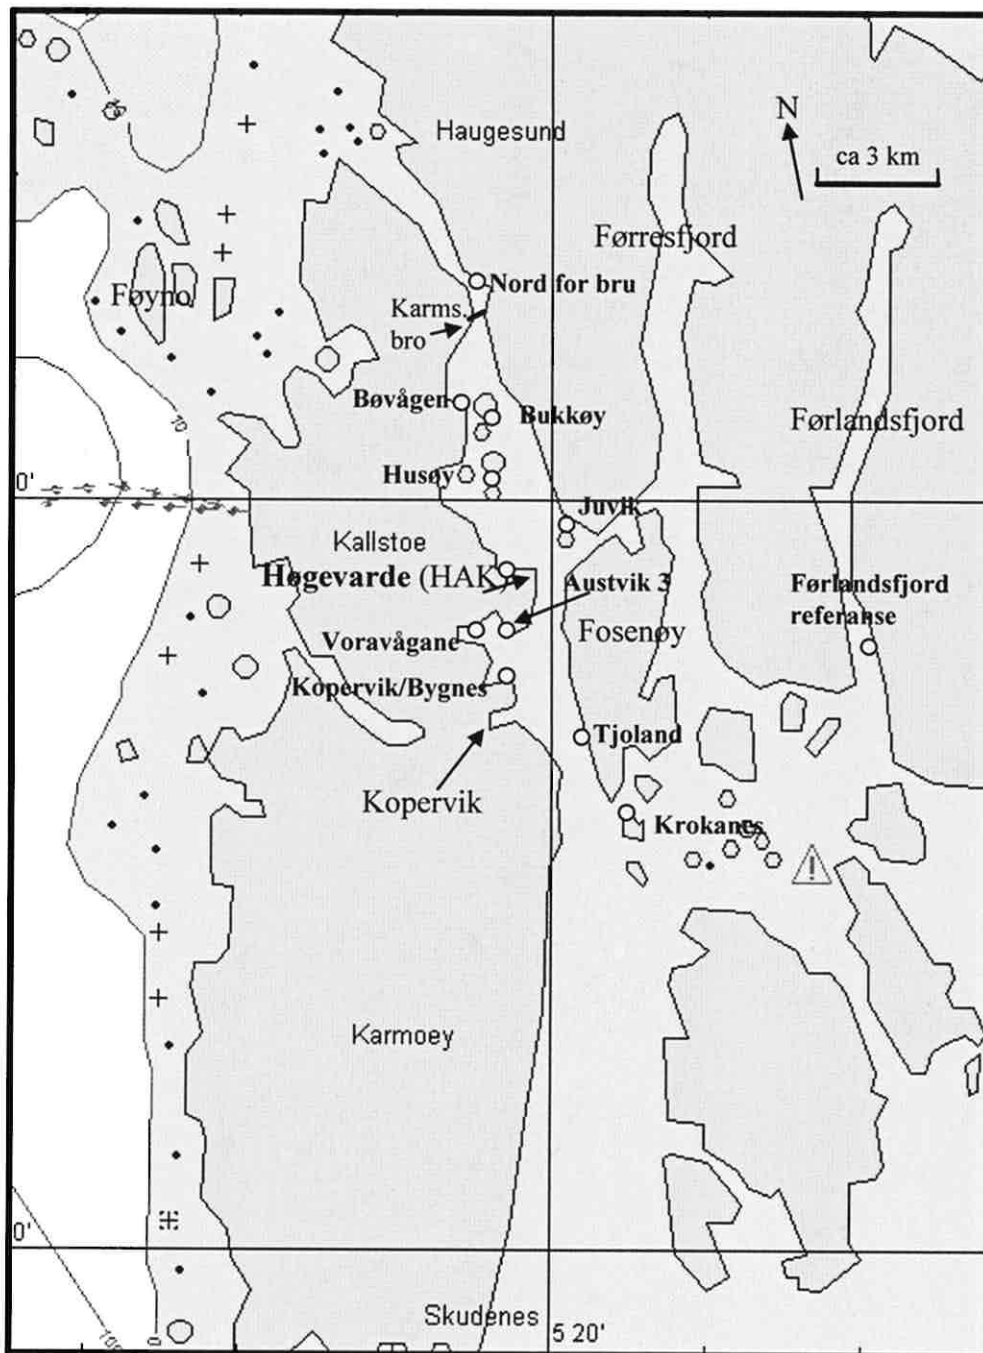 Haugesund
N
ca 3 km
Førresfjord
Føyno
Nord for bru
Karms.
bro
Bøvågen
Bukkøy
Førlandsfjord
Husøy
0'
Juvik
Kallstoe
Høgevarde (HAK)
Austvik 3
Førlandsfjord
referanse
Voravågane
Fosenøy
Kopervik/Bygnes
Tjoland
Kopervik
Krokanes
Karmoey
0'
Skudenes
5 20'